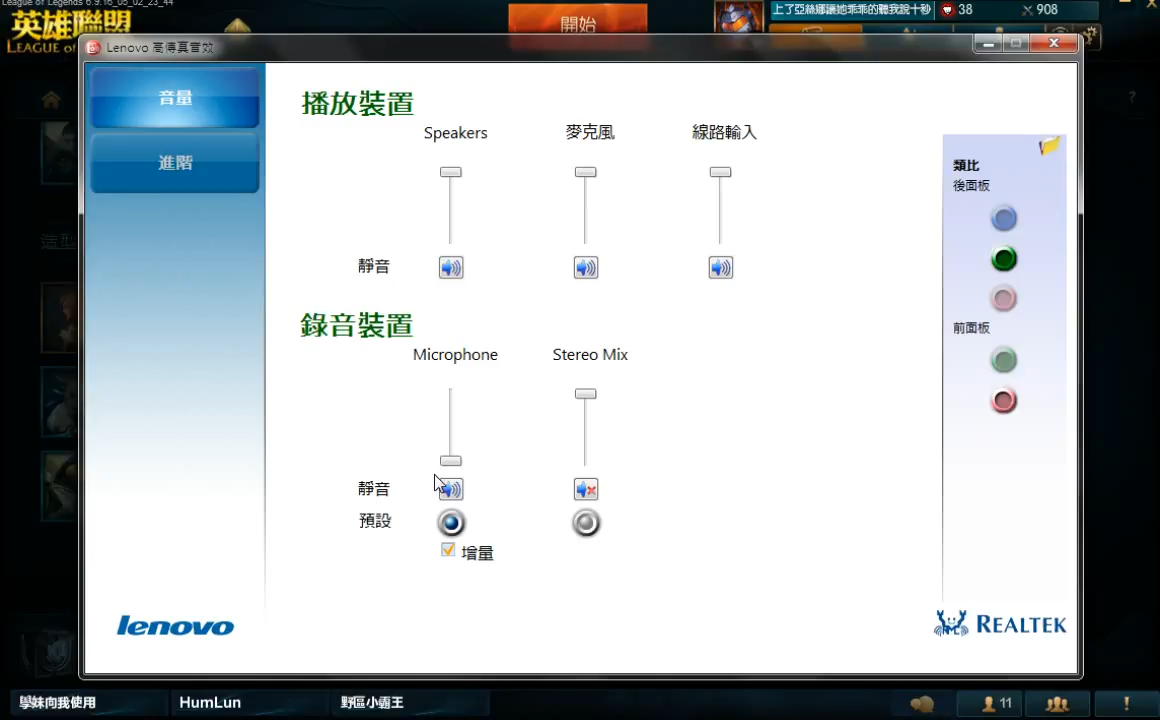 League of Legends 6.9.16_05_02_23_44
英雄聯盟
LEAGUE of
開始
上了亞絲娜讓她乖乖的聽我說十秒
38
908
Lenovo 高傳真音效
音量
進階
播放裝置
Speakers
麥克風
線路輸入
靜音
錄音裝置
Microphone
Stereo Mix
靜音
預設
增量
類比
後面板
前面板
lenovo
REALTEK
造型
?
學妹向我使用
HumLun
野區小霸王
11
!